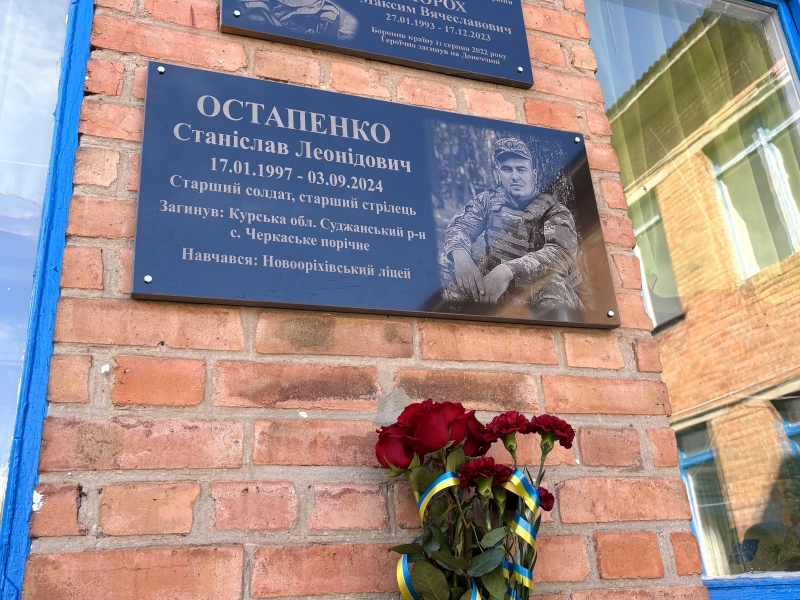 Максим Вячеславович
27.01.1993 - 17.12.2023
Боронив країну із серпня 2022 року
Героїчно загинув на Донеччині
ОСТАПЕНКО
Станіслав Леонідович
17.01.1997 - 03.09.2024
Старший солдат, старший стрілець
Загинув: Курська обл. Суджанський р-н
с. Черкаське порічне
Навчався: Новооріхівський ліцей